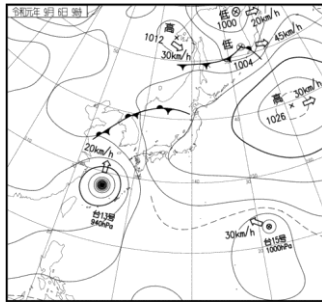 令和元年 9月 6日 9時
高
1012
30km/h
低
1000
20km/h
低
1004
45km/h
高
30km/h
1026
20km/h
台13号
940hPa
30km/h
台15号
1000hPa